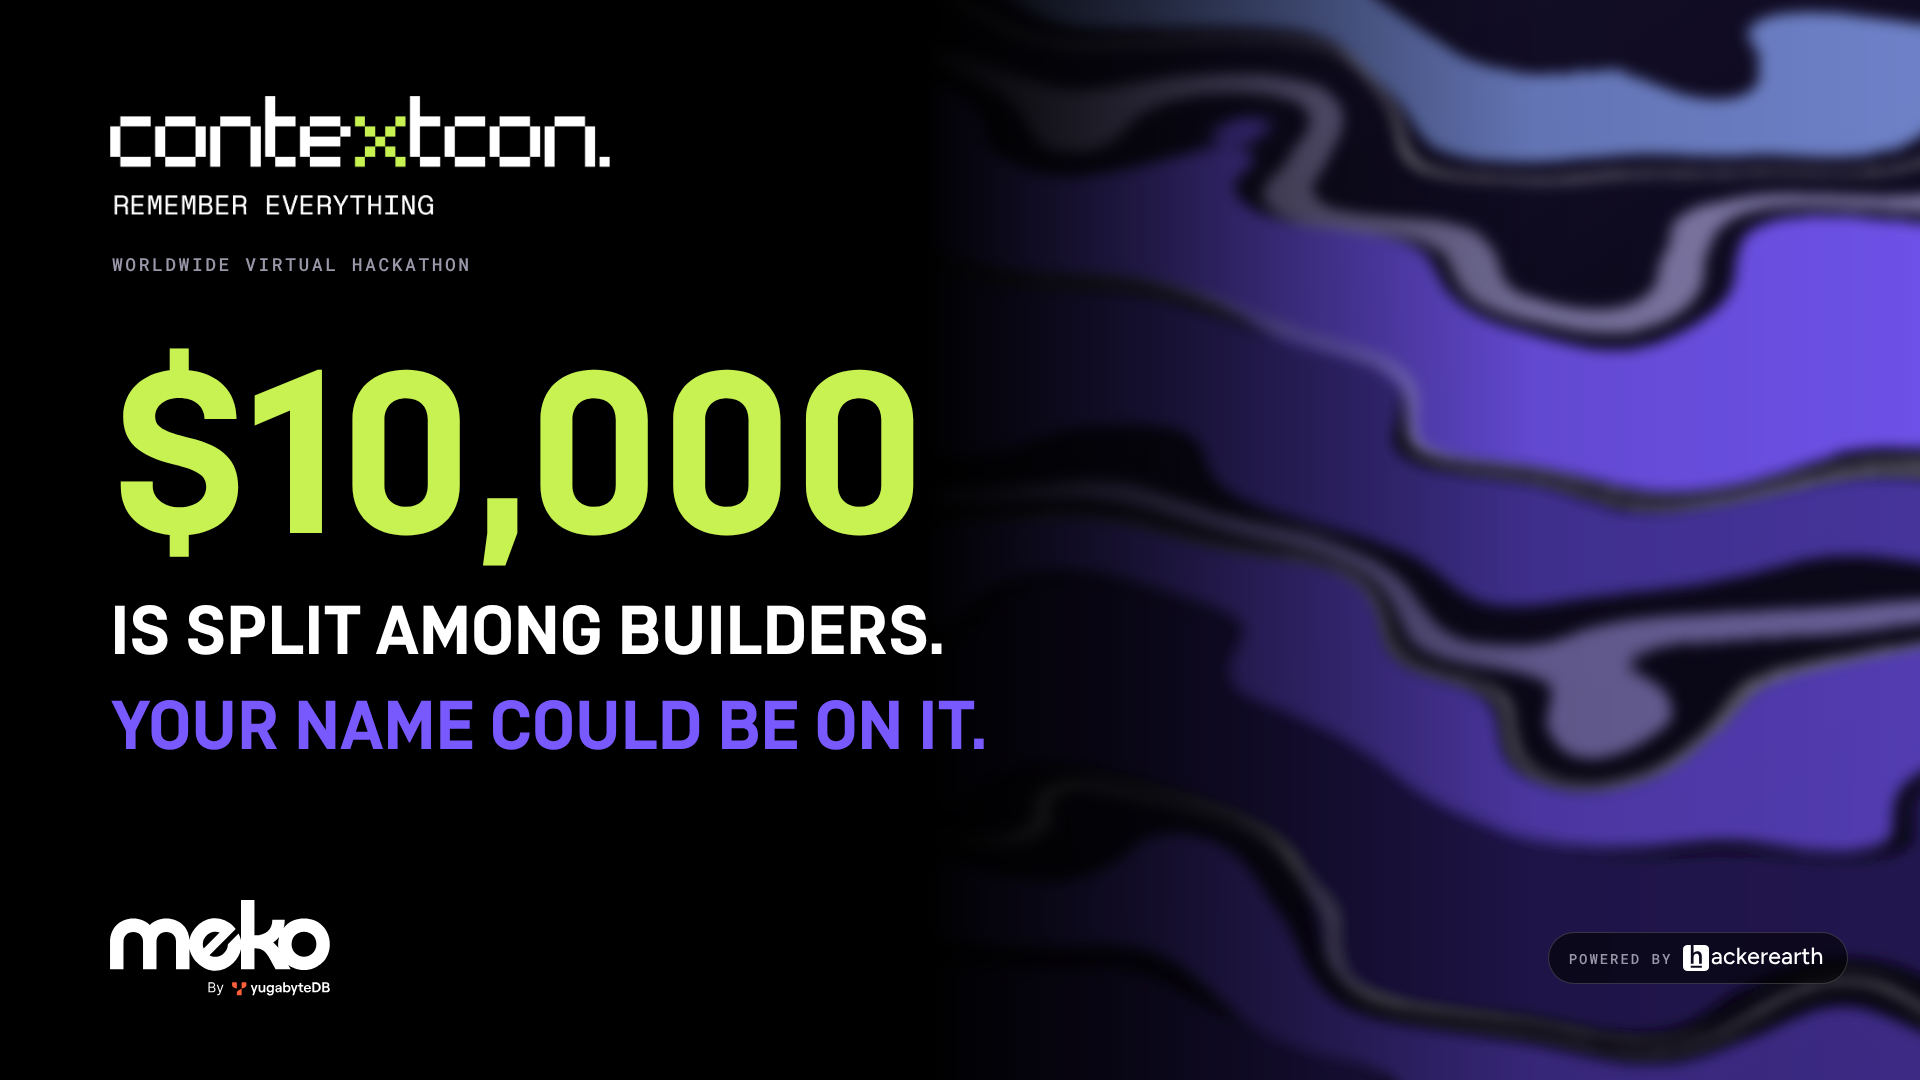 contextcon.
REMEMBER EVERYTHING
WORLDWIDE VIRTUAL HACKATHON
$10,000
IS SPLIT AMONG BUILDERS.
YOUR NAME COULD BE ON IT.
meko
By yugabyteDB
POWERED BY hackerearth